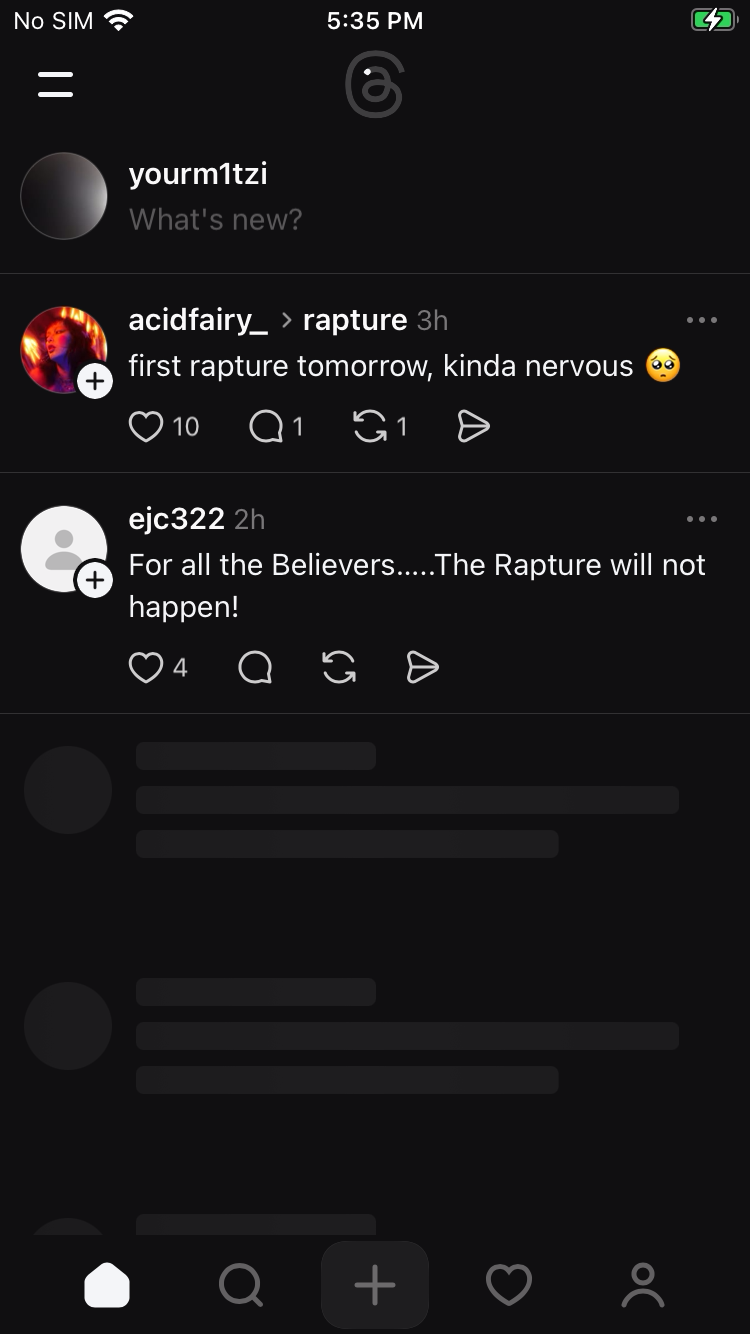 No SIM 5:35 PM
yourm1tzi
What's new?
acidfairy_ > rapture 3h
first rapture tomorrow, kinda nervous 🥺
10 1 1
ejc322 2h
For all the Believers.....The Rapture will not
happen!
4